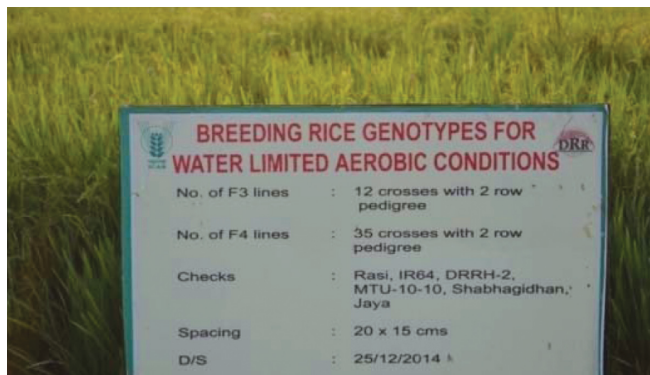 BREEDING RICE GENOTYPES FOR
WATER LIMITED AEROBIC CONDITIONS
DRR
No. of F3 lines : 12 crosses with 2 row
pedigree
No. of F4 lines : 35 crosses with 2 row
pedigree
Checks : Rasi, IR64, DRRH-2,
MTU-10-10, Shabhagidhan,
Jaya
Spacing : 20 x 15 cms
D/S : 25/12/2014